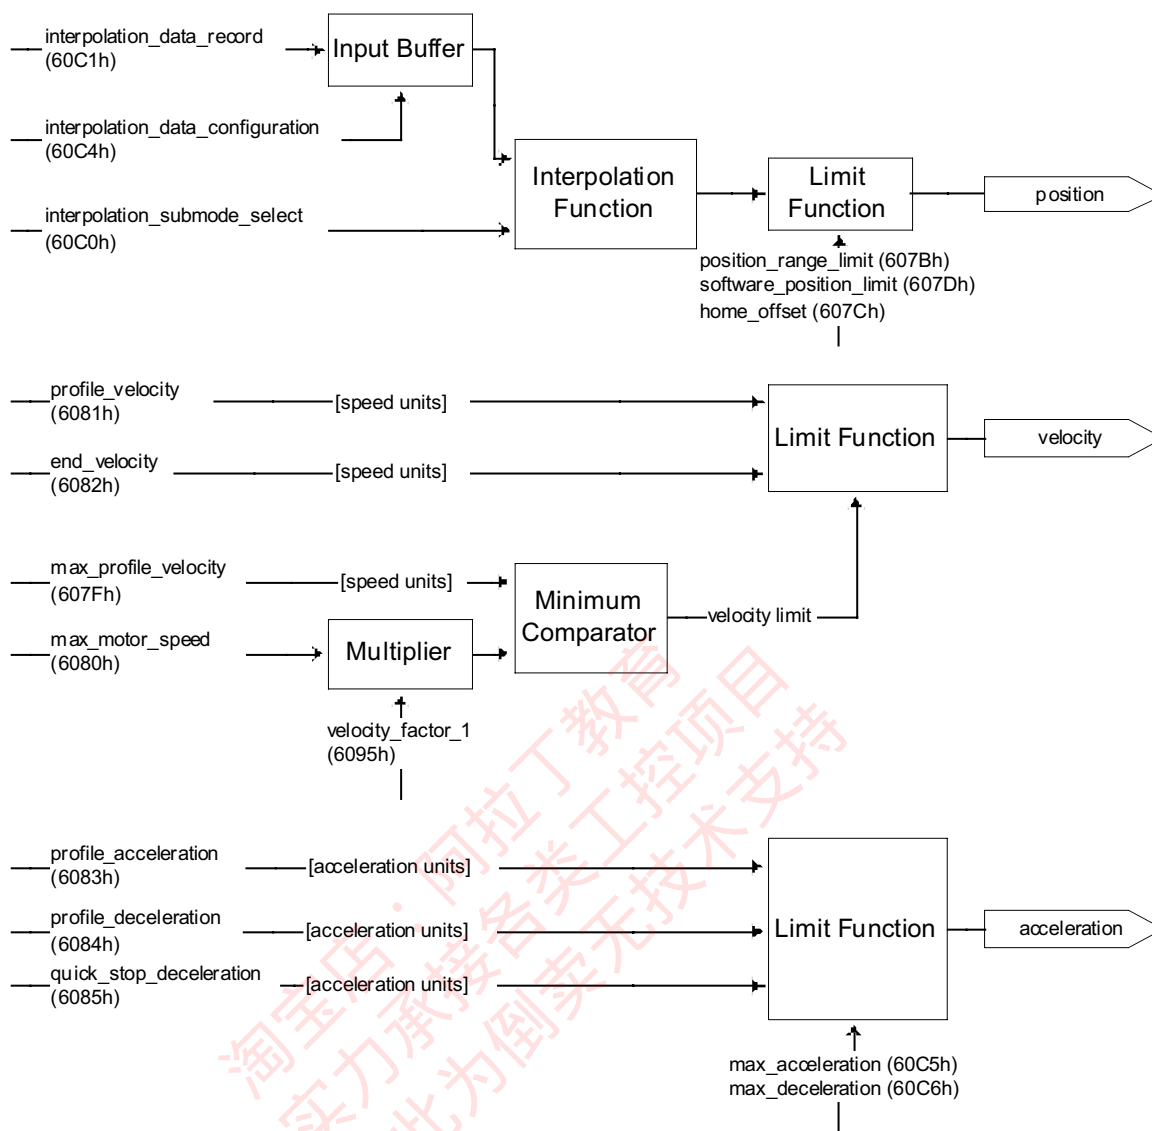 interpolation_data_record
(60C1h)
Input Buffer
interpolation_data_configuration
(60C4h)
interpolation_submode_select
(60C0h)
Interpolation
Function
Limit
Function
position
position_range_limit (607Bh)
software_position_limit (607Dh)
home_offset (607Ch)
profile_velocity
(6081h)
[speed units]
end_velocity
(6082h)
[speed units]
Limit Function
velocity
max_profile_velocity
(607Fh)
[speed units]
max_motor_speed
(6080h)
Multiplier
Minimum
Comparator
velocity limit
velocity_factor_1
(6095h)
profile_acceleration
(6083h)
[acceleration units]
profile_deceleration
(6084h)
[acceleration units]
quick_stop_deceleration
(6085h)
[acceleration units]
Limit Function
acceleration
max_acceleration (60C5h)
max_deceleration (60C6h)
淘宝店：阿拉丁教育
实力承接各类工控项目
此为倒卖无技术支持